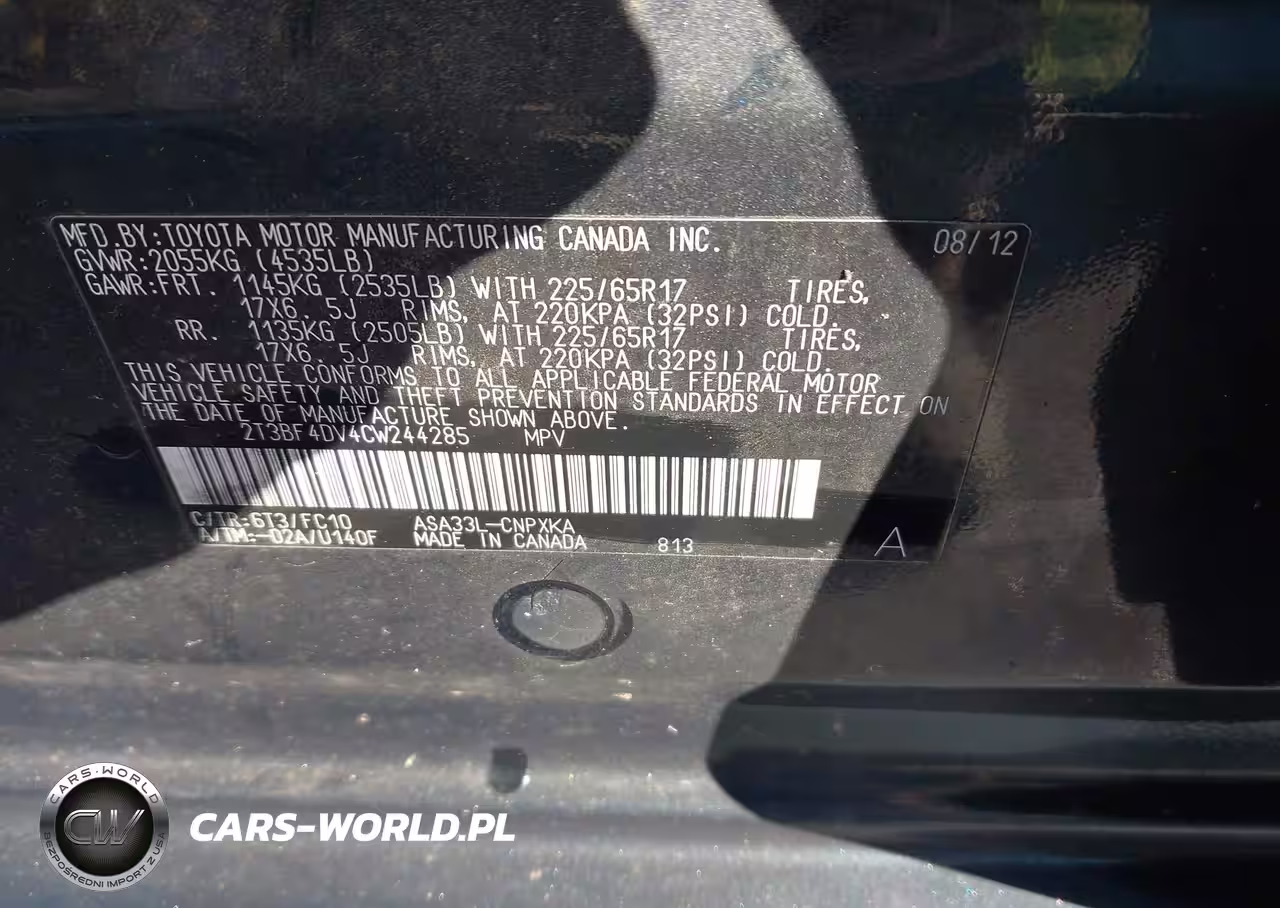 MFD.BY:TOYOTA MOTOR MANUFACTURING CANADA INC. 08/12
GVWR:2055KG (4535LB)
GAWR:FRT. 1145KG (2535LB) WITH 225/65R17 TIRES,
17X6.5J RIMS, AT 220KPA (32PSI) COLD.
RR. 1135KG (2505LB) WITH 225/65R17 TIRES,
17X6.5J RIMS, AT 220KPA (32PSI) COLD.
THIS VEHICLE CONFORMS TO ALL APPLICABLE FEDERAL MOTOR
VEHICLE SAFETY AND THEFT PREVENTION STANDARDS IN EFFECT ON
THE DATE OF MANUFACTURE SHOWN ABOVE.
2T3BF4DV4CW244285 MPV
C/TR:6T3/FC10 ASA33L-CNPXKA
A/TM:-02A/U140F MADE IN CANADA 813 A
CARS-WORLD
CW
BEZPOŚREDNI IMPORT Z USA
CARS-WORLD.PL